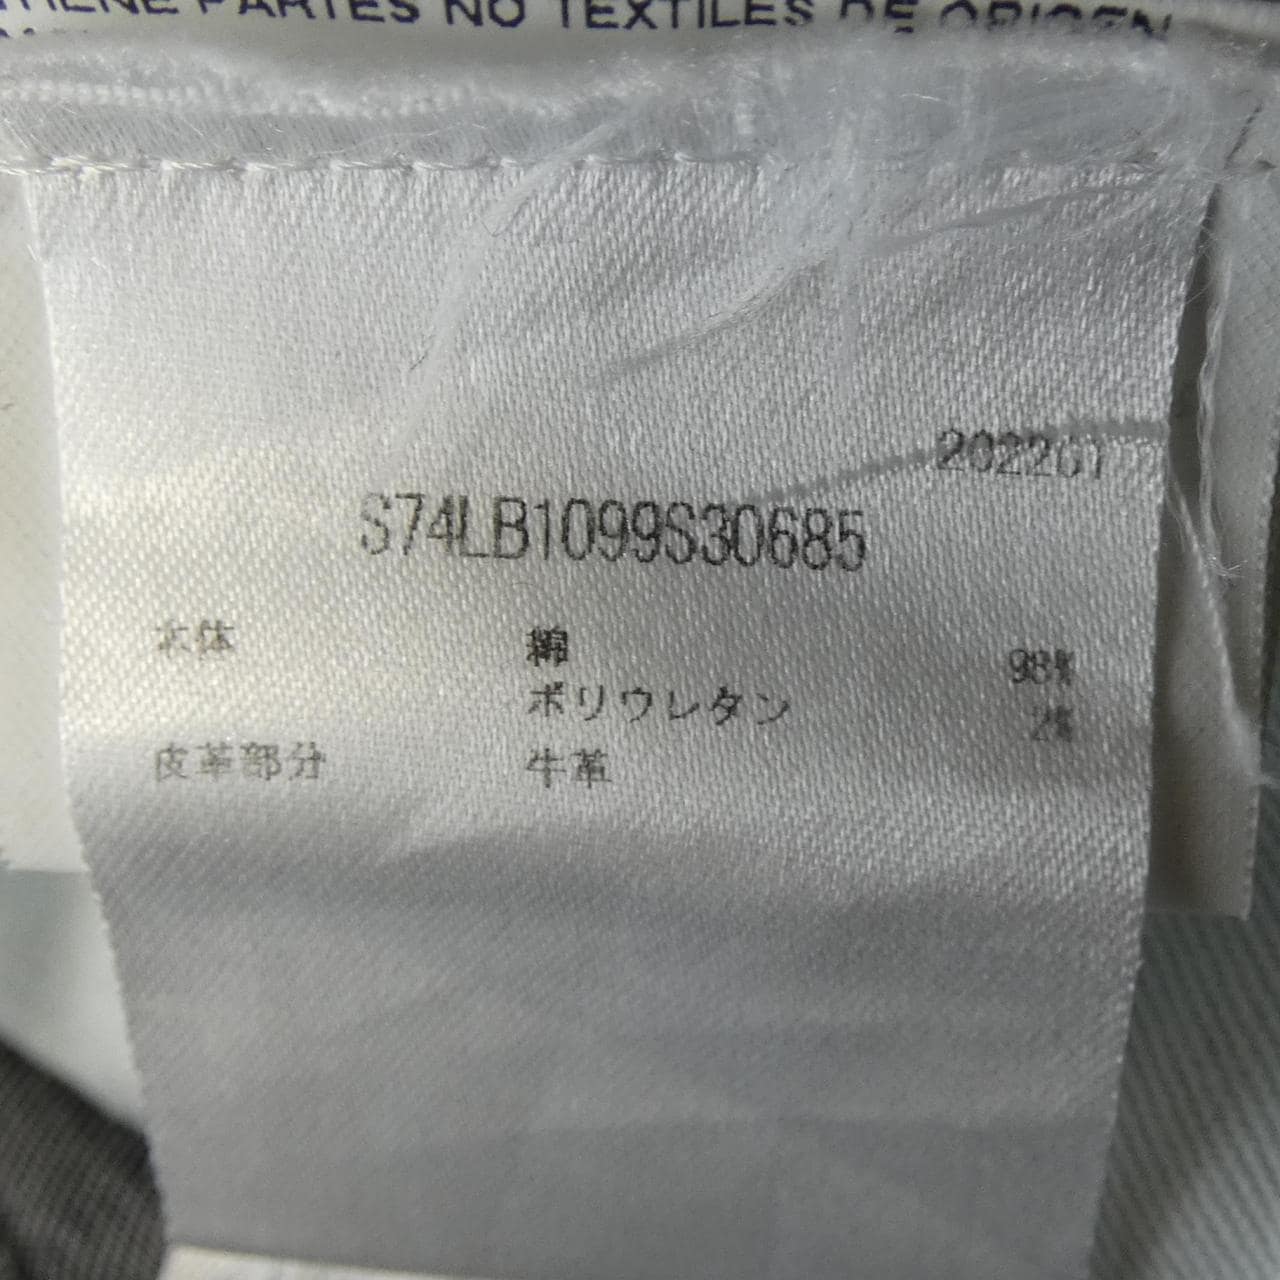 TIENE PARTES NO TEXTILES DE ORIGEN
202201
S74LB1099S30685
本体 綿 98%
ポリウレタン 2%
皮革部分 牛革